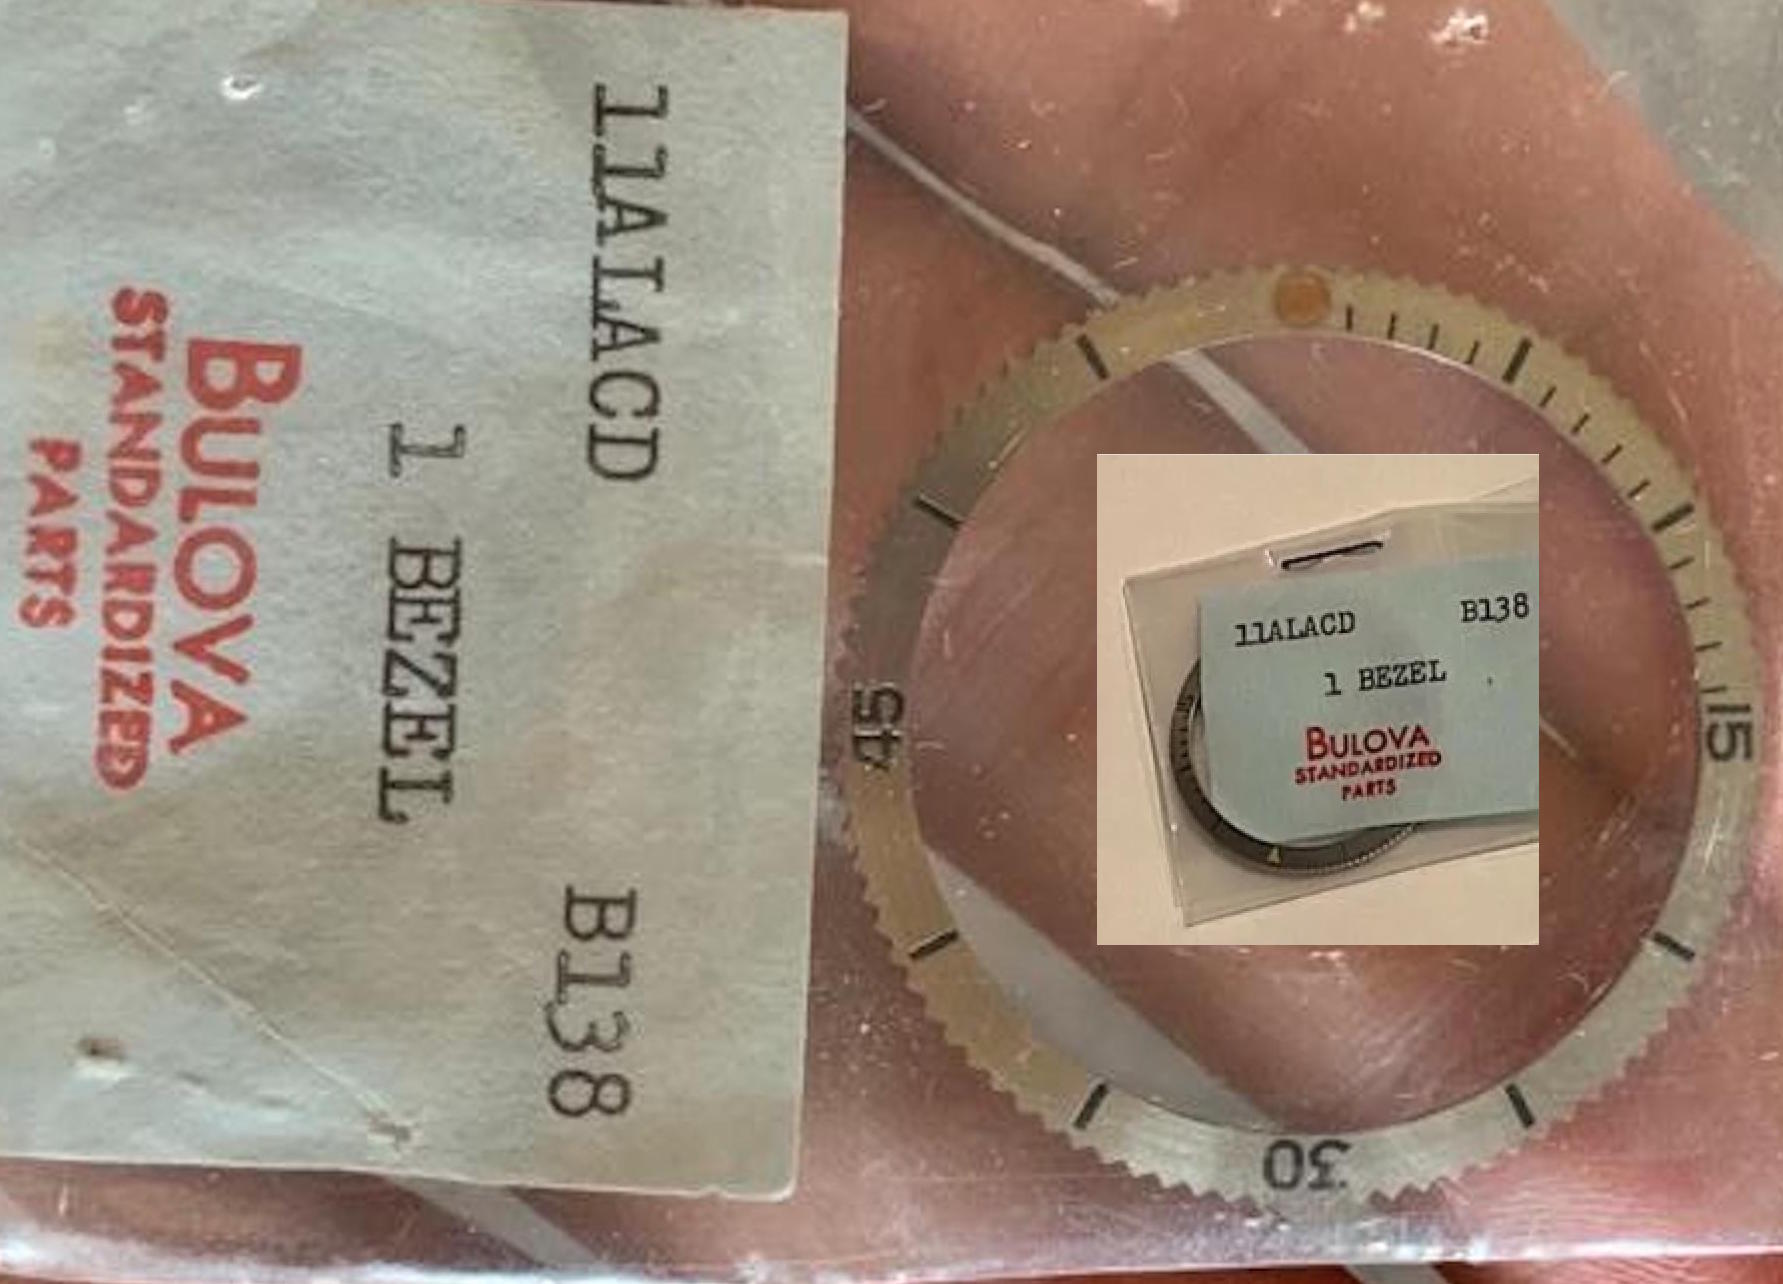 11ALACD B138
1 BEZEL
BULOVA
STANDARDIZED
PARTS
15
30
45
11ALACD B138
1 BEZEL
BULOVA
STANDARDIZED
PARTS